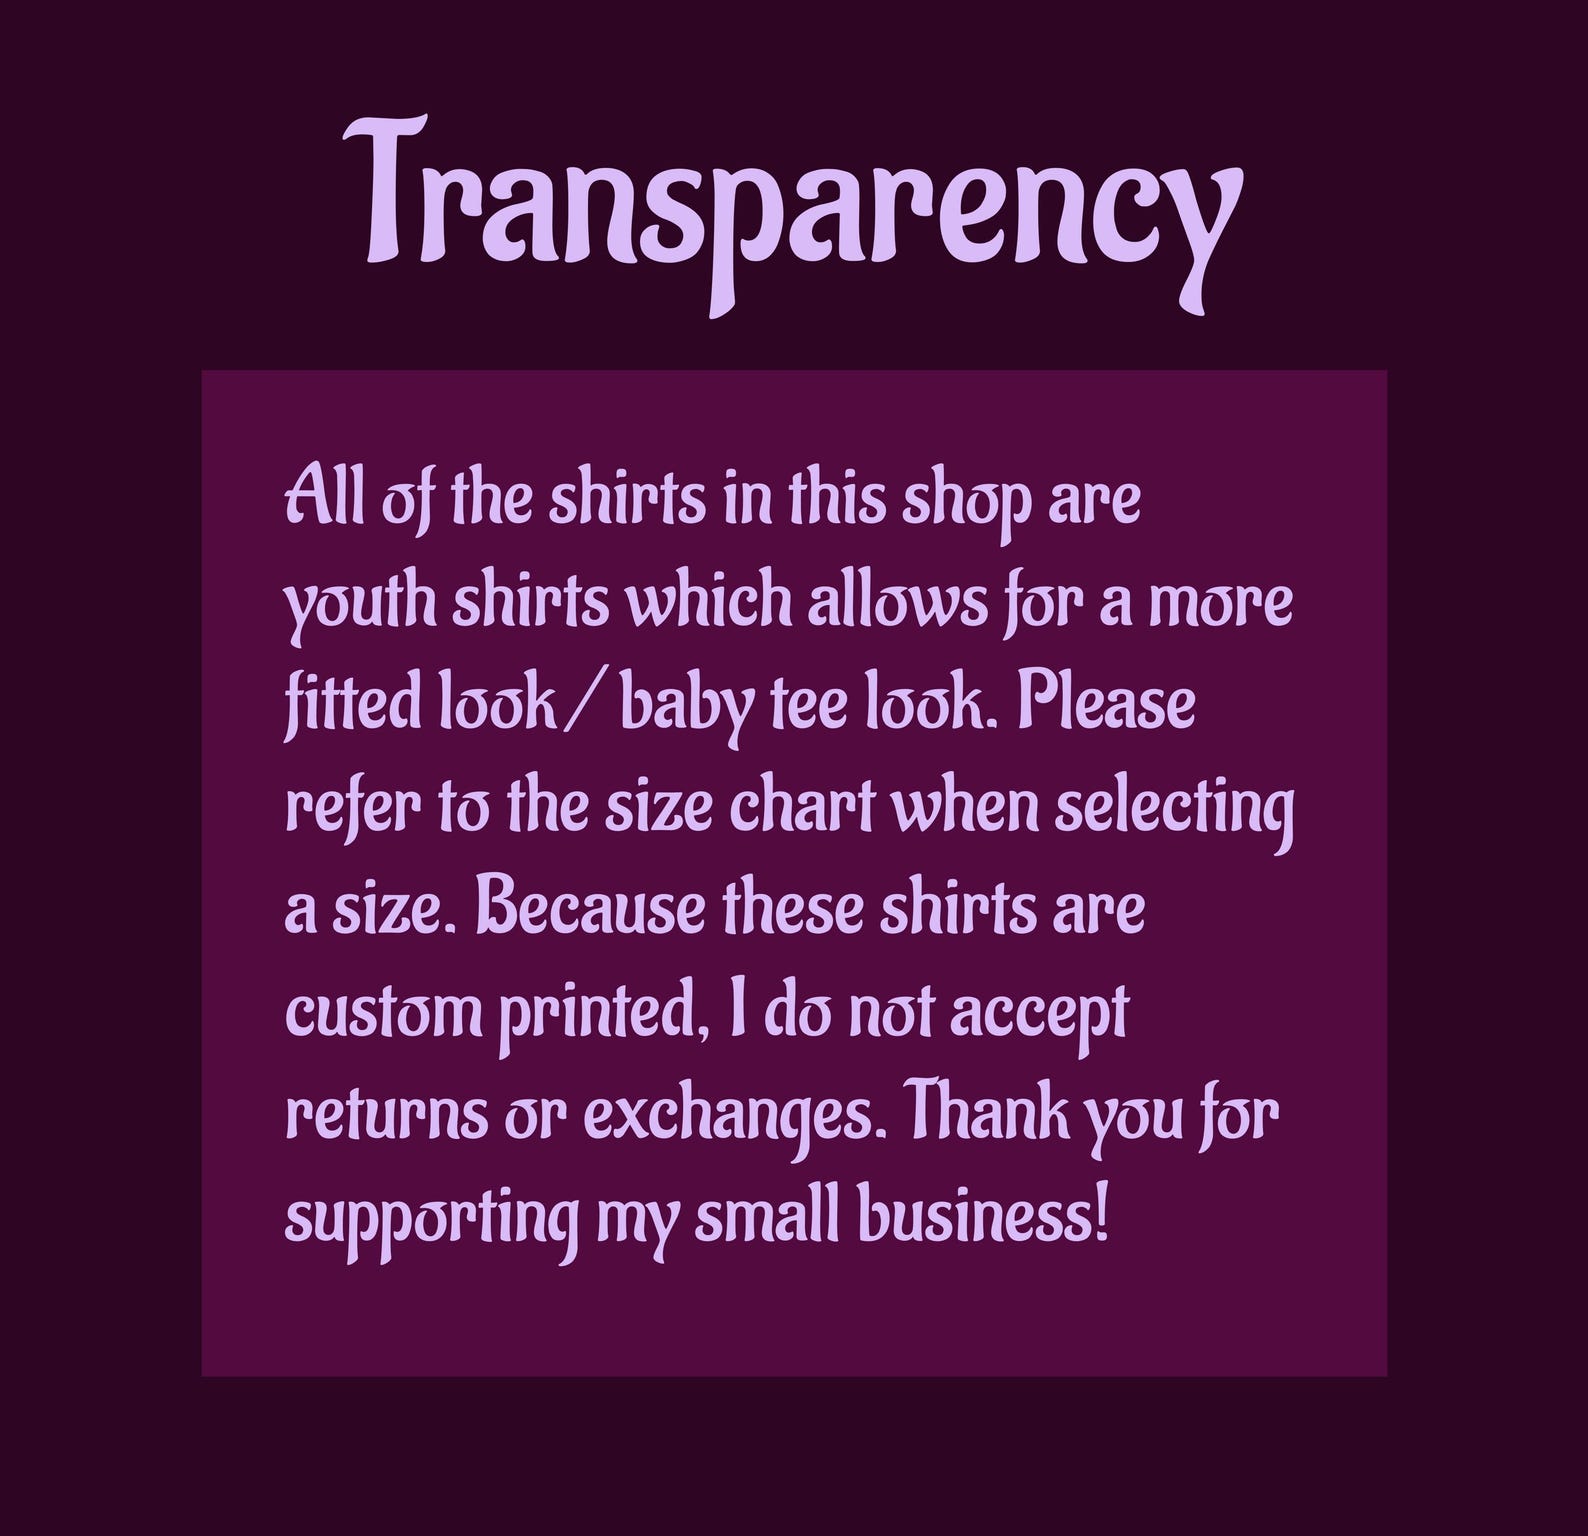 Transparency
All of the shirts in this shop are
youth shirts which allows for a more
fitted look/baby tee look. Please
refer to the size chart when selecting
a size. Because these shirts are
custom printed, I do not accept
returns or exchanges. Thank you for
supporting my small business!